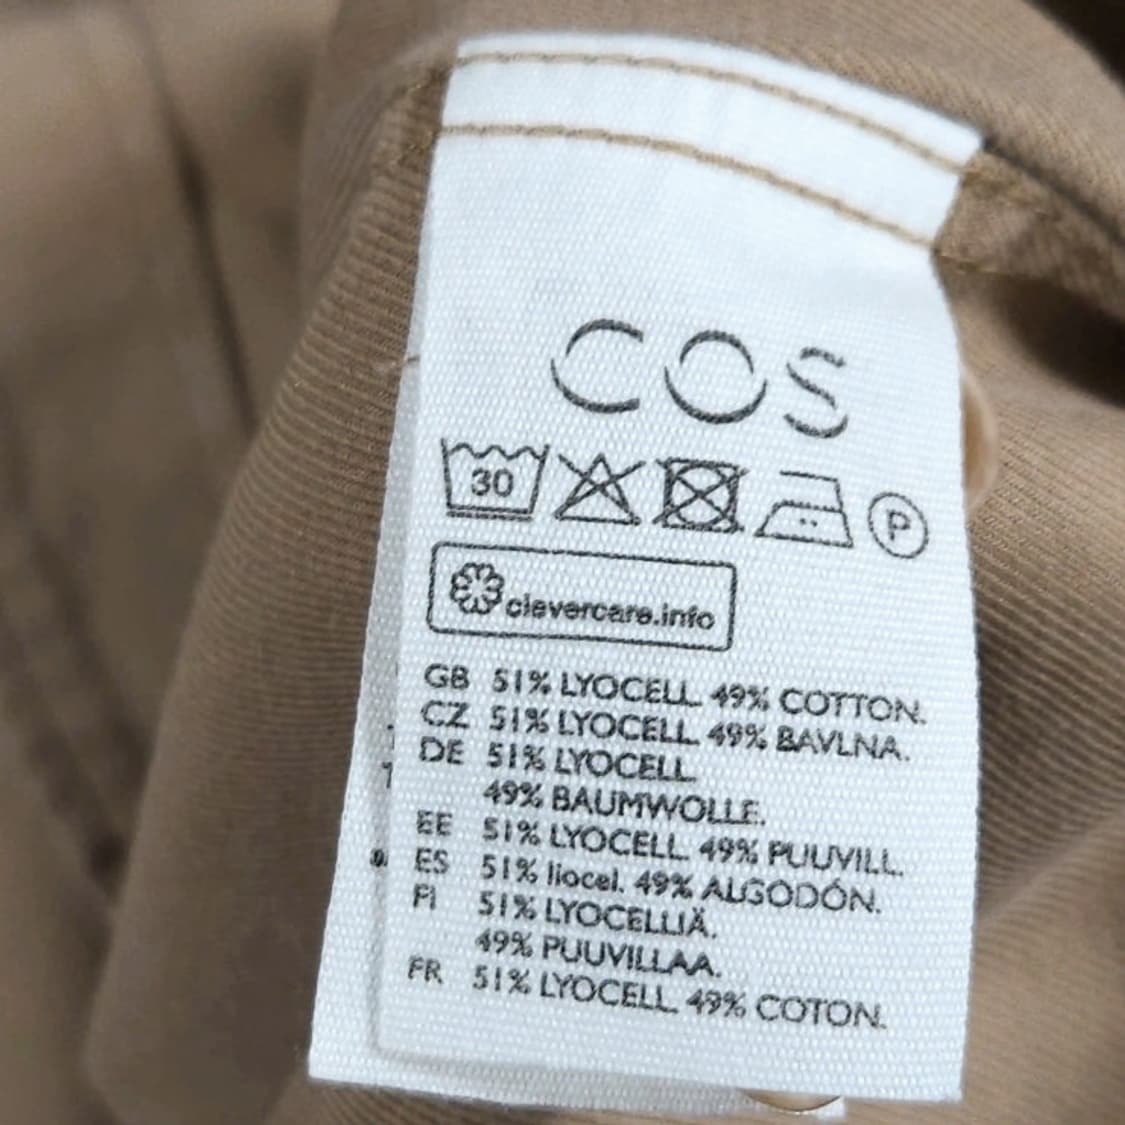 COS
30
P
clevercare.info
GB 51% LYOCELL. 49% COTTON.
CZ 51% LYOCELL. 49% BAVLNA.
DE 51% LYOCELL.
49% BAUMWOLLE.
EE 51% LYOCELL. 49% PUUVILL.
ES 51% liocel. 49% ALGODÓN.
FI 51% LYOCELLIÄ.
49% PUUVILLAA.
FR 51% LYOCELL. 49% COTON.